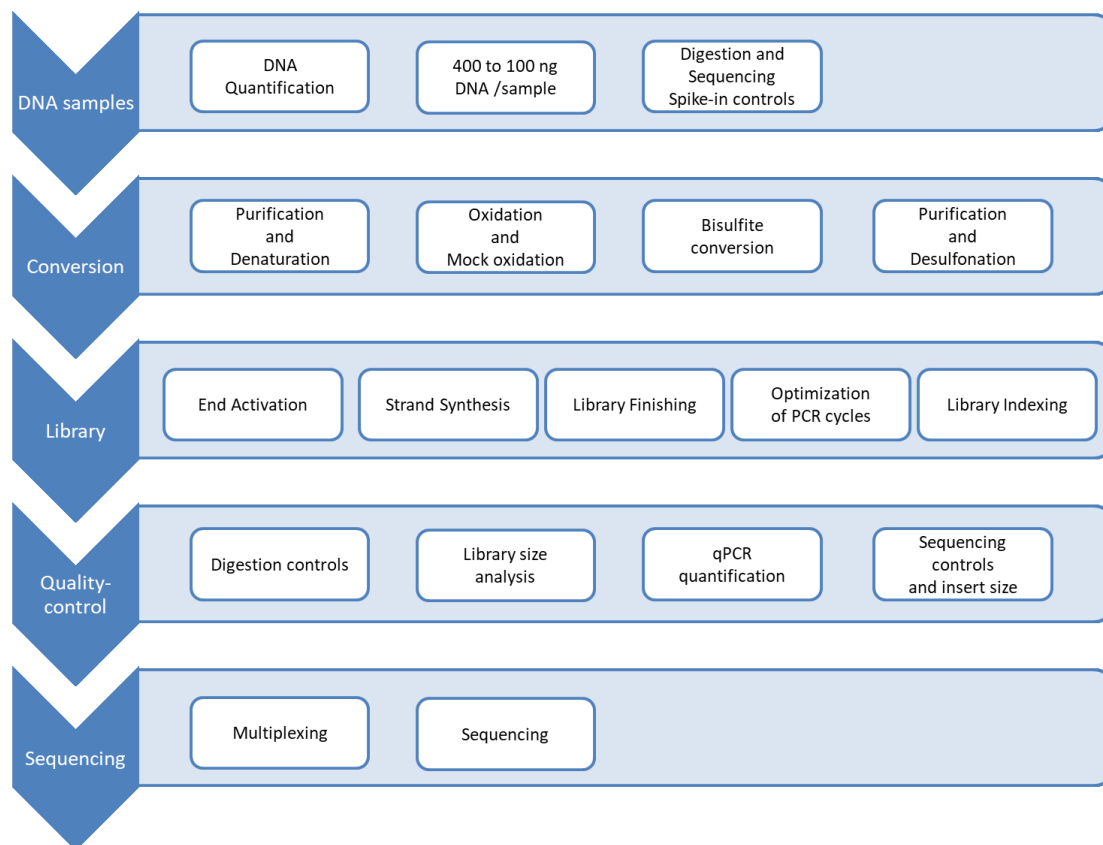 DNA samples
DNA
Quantification
400 to 100 ng
DNA /sample
Digestion and
Sequencing
Spike-in controls
Conversion
Purification
and
Denaturation
Oxidation
and
Mock oxidation
Bisulfite
conversion
Purification
and
Desulfonation
Library
End Activation
Strand Synthesis
Library Finishing
Optimization
of PCR cycles
Library Indexing
Quality-
control
Digestion controls
Library size
analysis
qPCR
quantification
Sequencing
controls
and insert size
Sequencing
Multiplexing
Sequencing